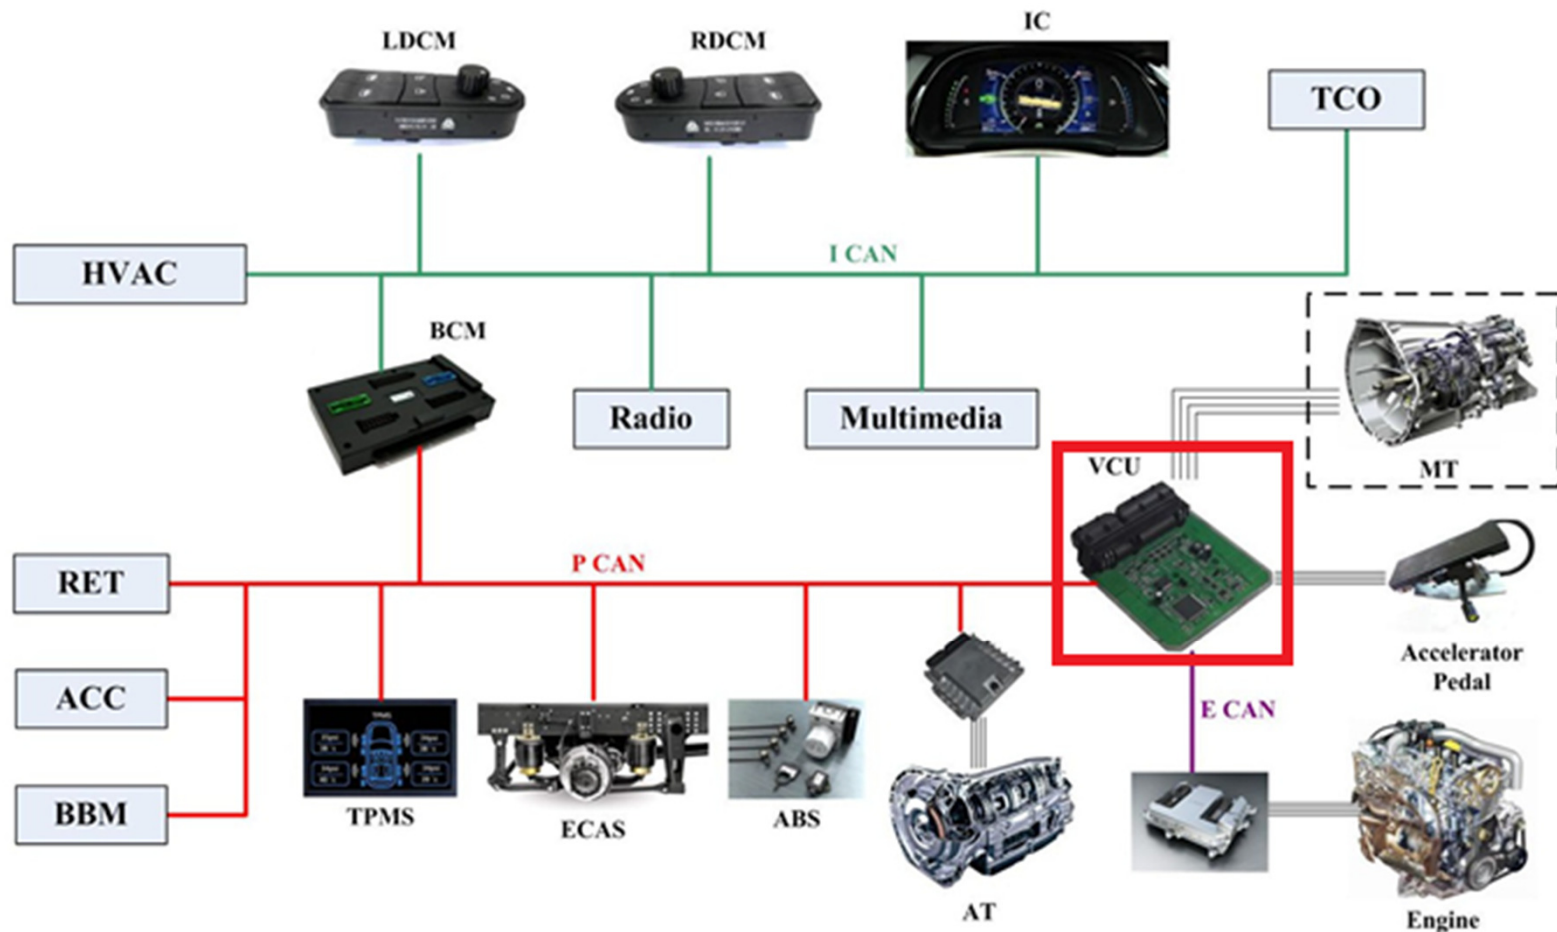 LDCM
RDCM
IC
TCO
I CAN
HVAC
BCM
Radio
Multimedia
MT
VCU
P CAN
RET
Accelerator
Pedal
ACC
E CAN
TPMS
BBM
TPMS
ECAS
ABS
AT
Engine